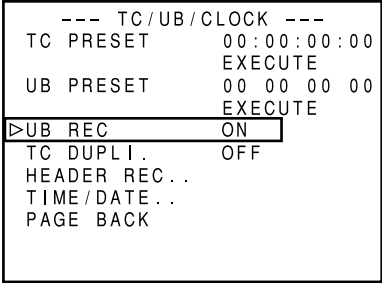 --- TC/UB/CLOCK ---
TC PRESET 00:00:00:00
EXECUTE
UB PRESET 00 00 00 00
EXECUTE
▷UB REC ON
TC DUPLI. OFF
HEADER REC..
TIME/DATE..
PAGE BACK